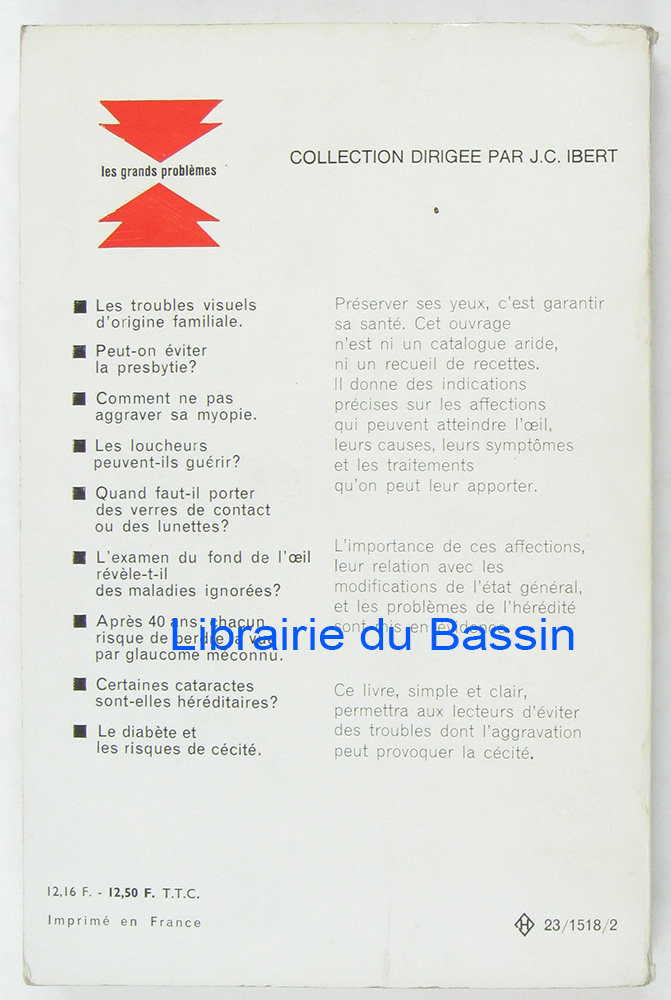 les grands problèmes
COLLECTION DIRIGEE PAR J.C. IBERT
Les troubles visuels
d'origine familiale.
Peut-on éviter
la presbytie?
Comment ne pas
aggraver sa myopie.
Les loucheurs
peuvent-ils guérir?
Quand faut-il porter
des verres de contact
ou des lunettes?
L'examen du fond de l'œil
révèle-t-il
des maladies ignorées?
Après 40 ans, chacun
risque de perdre la vue
par glaucome méconnu.
Certaines cataractes
sont-elles héréditaires?
Le diabète et
les risques de cécité.
Préserver ses yeux, c'est garantir
sa santé. Cet ouvrage
n'est ni un catalogue aride,
ni un recueil de recettes.
Il donne des indications
précises sur les affections
qui peuvent atteindre l'œil,
leurs causes, leurs symptômes
et les traitements
qu'on peut leur apporter.
L'importance de ces affections,
leur relation avec les
modifications de l'état général,
et les problèmes de l'hérédité
sont mis en évidence.
Ce livre, simple et clair,
permettra aux lecteurs d'éviter
des troubles dont l'aggravation
peut provoquer la cécité.
Librairie du Bassin
12,16 F. - 12,50 F. T.T.C.
Imprimé en France
H 23/1518/2